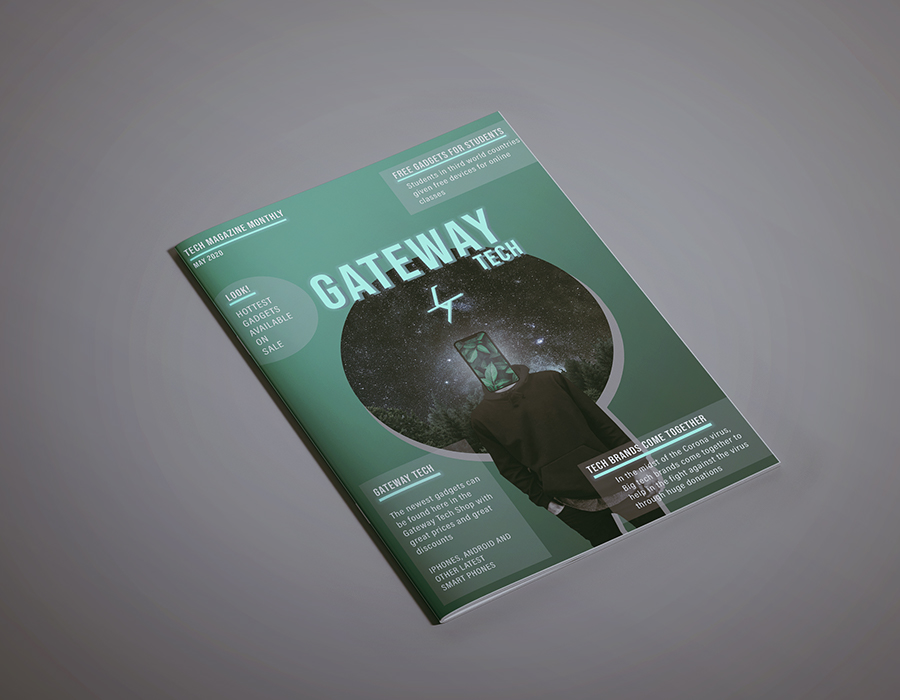 TECH MAGAZINE MONTHLY
MAY 2020
FREE GADGETS FOR STUDENTS
Students in third world countries
given free devices for online
classes
GATEWAY
TECH
LOOK!
HOTTEST
GADGETS
AVAILABLE
ON
SALE
GATEWAY TECH
The newest gadgets can
be found here in the
Gateway Tech Shop with
great prices and great
discounts
IPHONES, ANDROID AND
OTHER LATEST
SMART PHONES
TECH BRANDS COME TOGETHER
In the midst of the Corona virus,
Big tech brands come together to
help in the fight against the virus
through huge donations